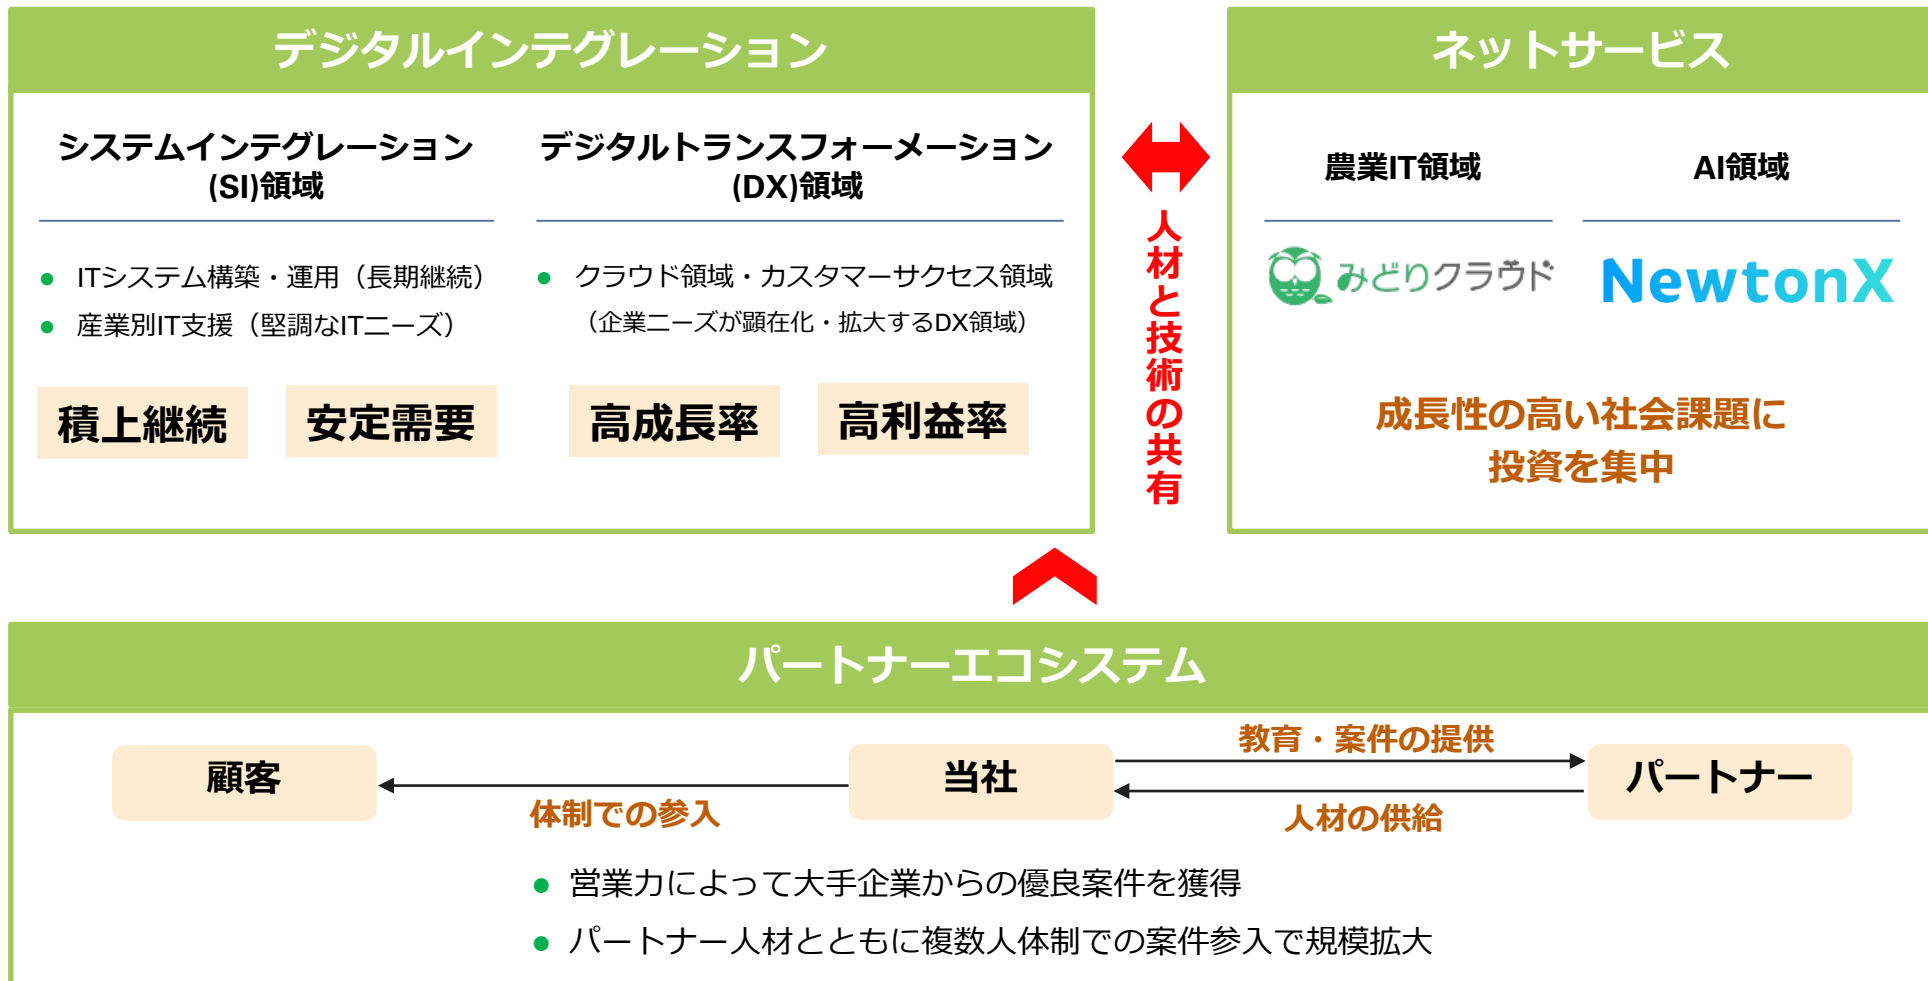 デジタルインテグレーション
システムインテグレーション
(SI)領域
デジタルトランスフォーメーション
(DX)領域
ITシステム構築・運用（長期継続）
産業別IT支援（堅調なITニーズ）
クラウド領域・カスタマーサクセス領域
（企業ニーズが顕在化・拡大するDX領域）
積上継続
安定需要
高成長率
高利益率
人材と技術の共有
ネットサービス
農業IT領域
AI領域
みどりクラウド
NewtonX
成長性の高い社会課題に
投資を集中
パートナーエコシステム
顧客
体制での参入
当社
教育・案件の提供
人材の供給
パートナー
営業力によって大手企業からの優良案件を獲得
パートナー人材とともに複数人体制での案件参入で規模拡大